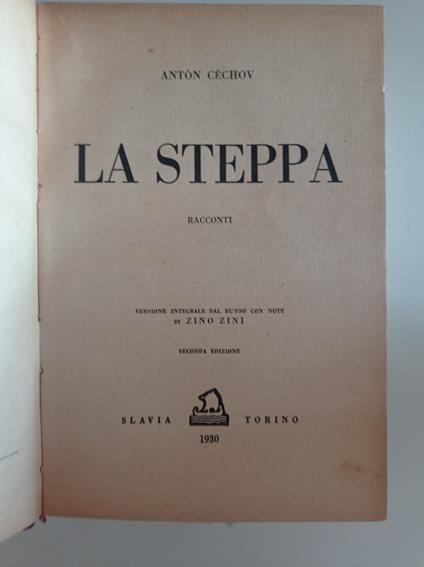 ANTÒN CÈCHOV
LA STEPPA
RACCONTI
VERSIONE INTEGRALE DAL RUSSO CON NOTE
DI ZINO ZINI
SECONDA EDIZIONE
SLAVIA TORINO
1930